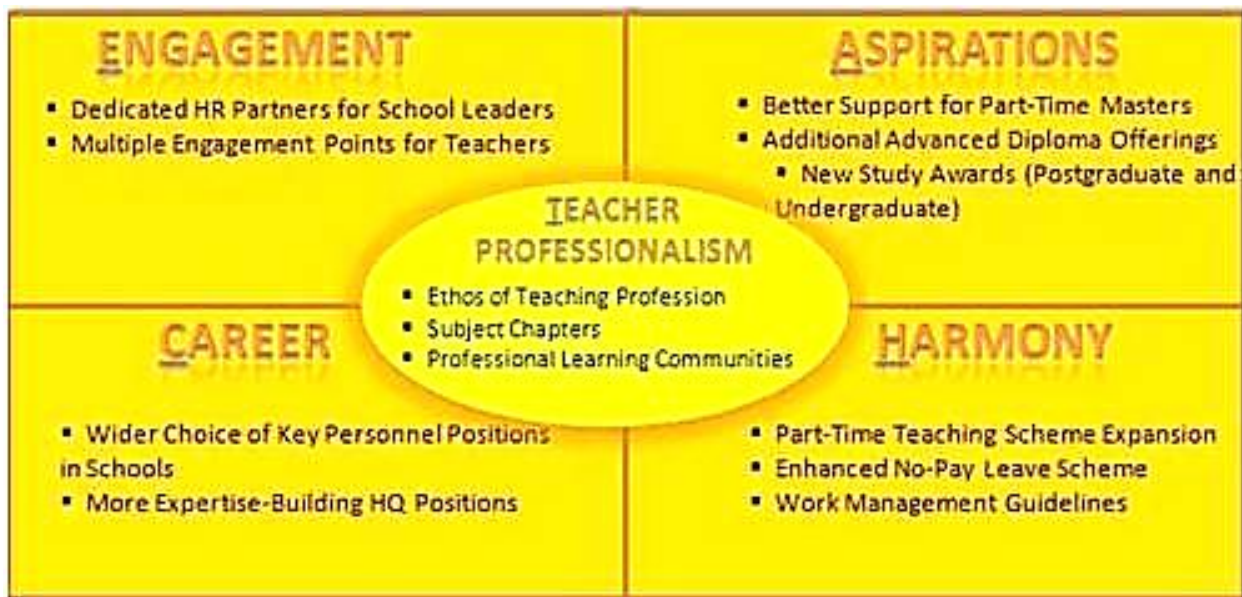 ENGAGEMENT
▪ Dedicated HR Partners for School Leaders
▪ Multiple Engagement Points for Teachers
ASPIRATIONS
▪ Better Support for Part-Time Masters
▪ Additional Advanced Diploma Offerings
▪ New Study Awards (Postgraduate and
Undergraduate)
TEACHER
PROFESSIONALISM
▪ Ethos of Teaching Profession
▪ Subject Chapters
▪ Professional Learning Communities
CAREER
▪ Wider Choice of Key Personnel Positions
in Schools
▪ More Expertise-Building HQ Positions
HARMONY
▪ Part-Time Teaching Scheme Expansion
▪ Enhanced No-Pay Leave Scheme
▪ Work Management Guidelines